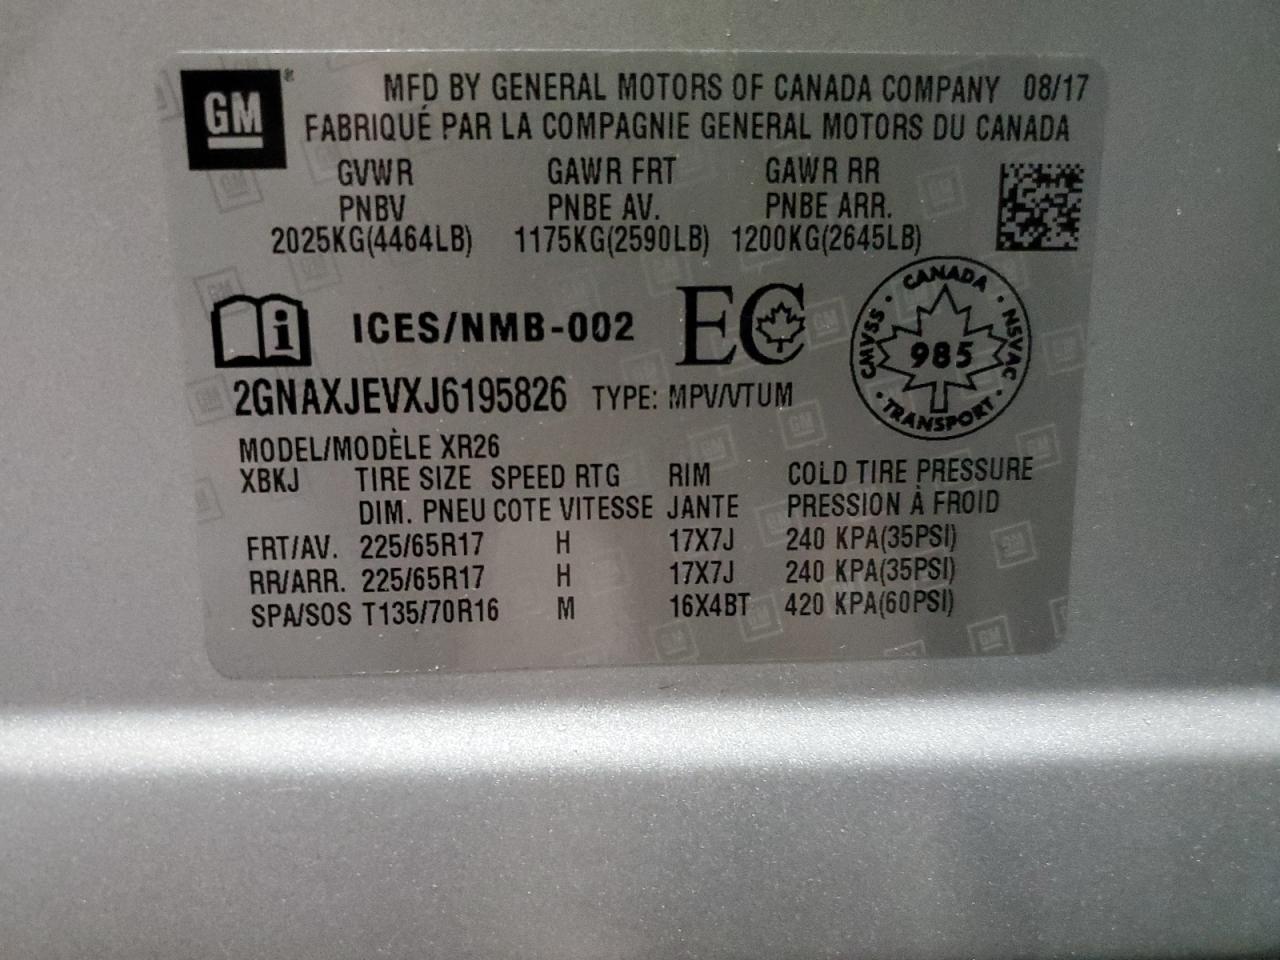 GM ® MFD BY GENERAL MOTORS OF CANADA COMPANY 08/17
FABRIQUÉ PAR LA COMPAGNIE GENERAL MOTORS DU CANADA
GVWR GAWR FRT GAWR RR
PNBV PNBE AV. PNBE ARR.
2025KG(4464LB) 1175KG(2590LB) 1200KG(2645LB)
i ICES/NMB-002 EC
CANADA · NSVAC · TRANSPORT · CMVSS ·
985
2GNAXJEVXJ6195826 TYPE: MPV/VTUM
MODEL/MODÈLE XR26
XBKJ TIRE SIZE SPEED RTG RIM COLD TIRE PRESSURE
DIM. PNEU COTE VITESSE JANTE PRESSION À FROID
FRT/AV. 225/65R17 H 17X7J 240 KPA(35PSI)
RR/ARR. 225/65R17 H 17X7J 240 KPA(35PSI)
SPA/SOS T135/70R16 M 16X4BT 420 KPA(60PSI)